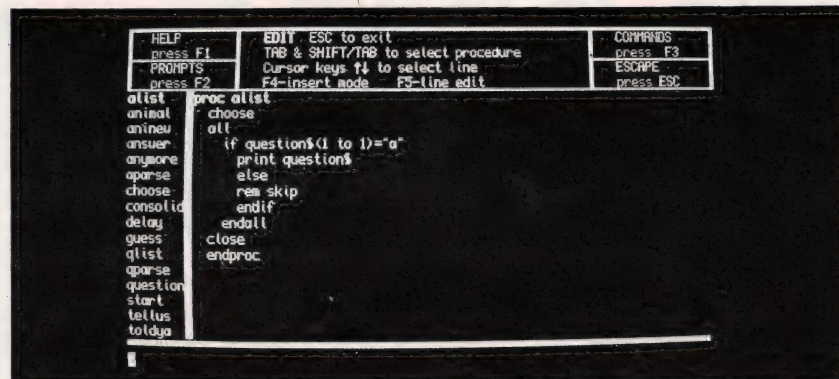 HELP
press F1
PROMPTS
press F2
EDIT ESC to exit
TAB & SHIFT/TAB to select procedure
Cursor keys ↑↓ to select line
F4-insert mode F5-line edit
COMMANDS
press F3
ESCAPE
press ESC
alist
animal
aninew
answer
anymore
aparse
choose
consolid
delay
guess
qlist
qparse
question
start
tellus
toldya
proc alist
choose
all
if question$(1 to 1)="a"
print question$
else
rem skip
endif
endall
close
endproc